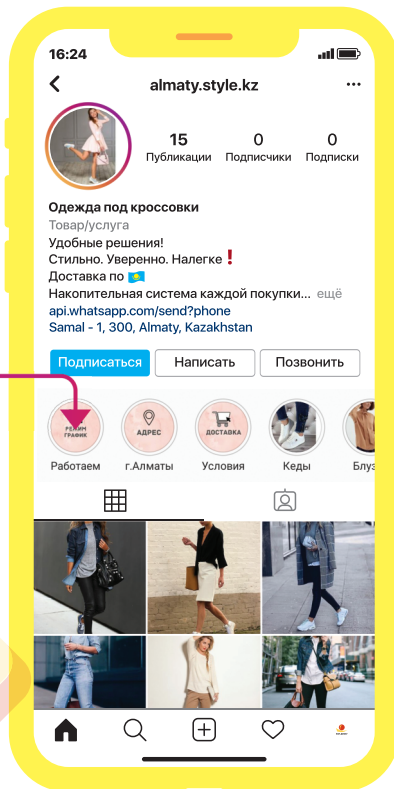 16:24
almaty.style.kz
15 0 0
Публикации Подписчики Подписки
Одежда под кроссовки
Товар/услуга
Удобные решения!
Стильно. Уверенно. Налегке❗
Доставка по 🇰🇿
Накопительная система каждой покупки... ещё
api.whatsapp.com/send?phone
Samal - 1, 300, Almaty, Kazakhstan
Подписаться Написать Позвонить
РЕЖИМ
ГРАФИК
АДРЕС
ДОСТАВКА
Работаем г.Алматы Условия Кеды Блуз